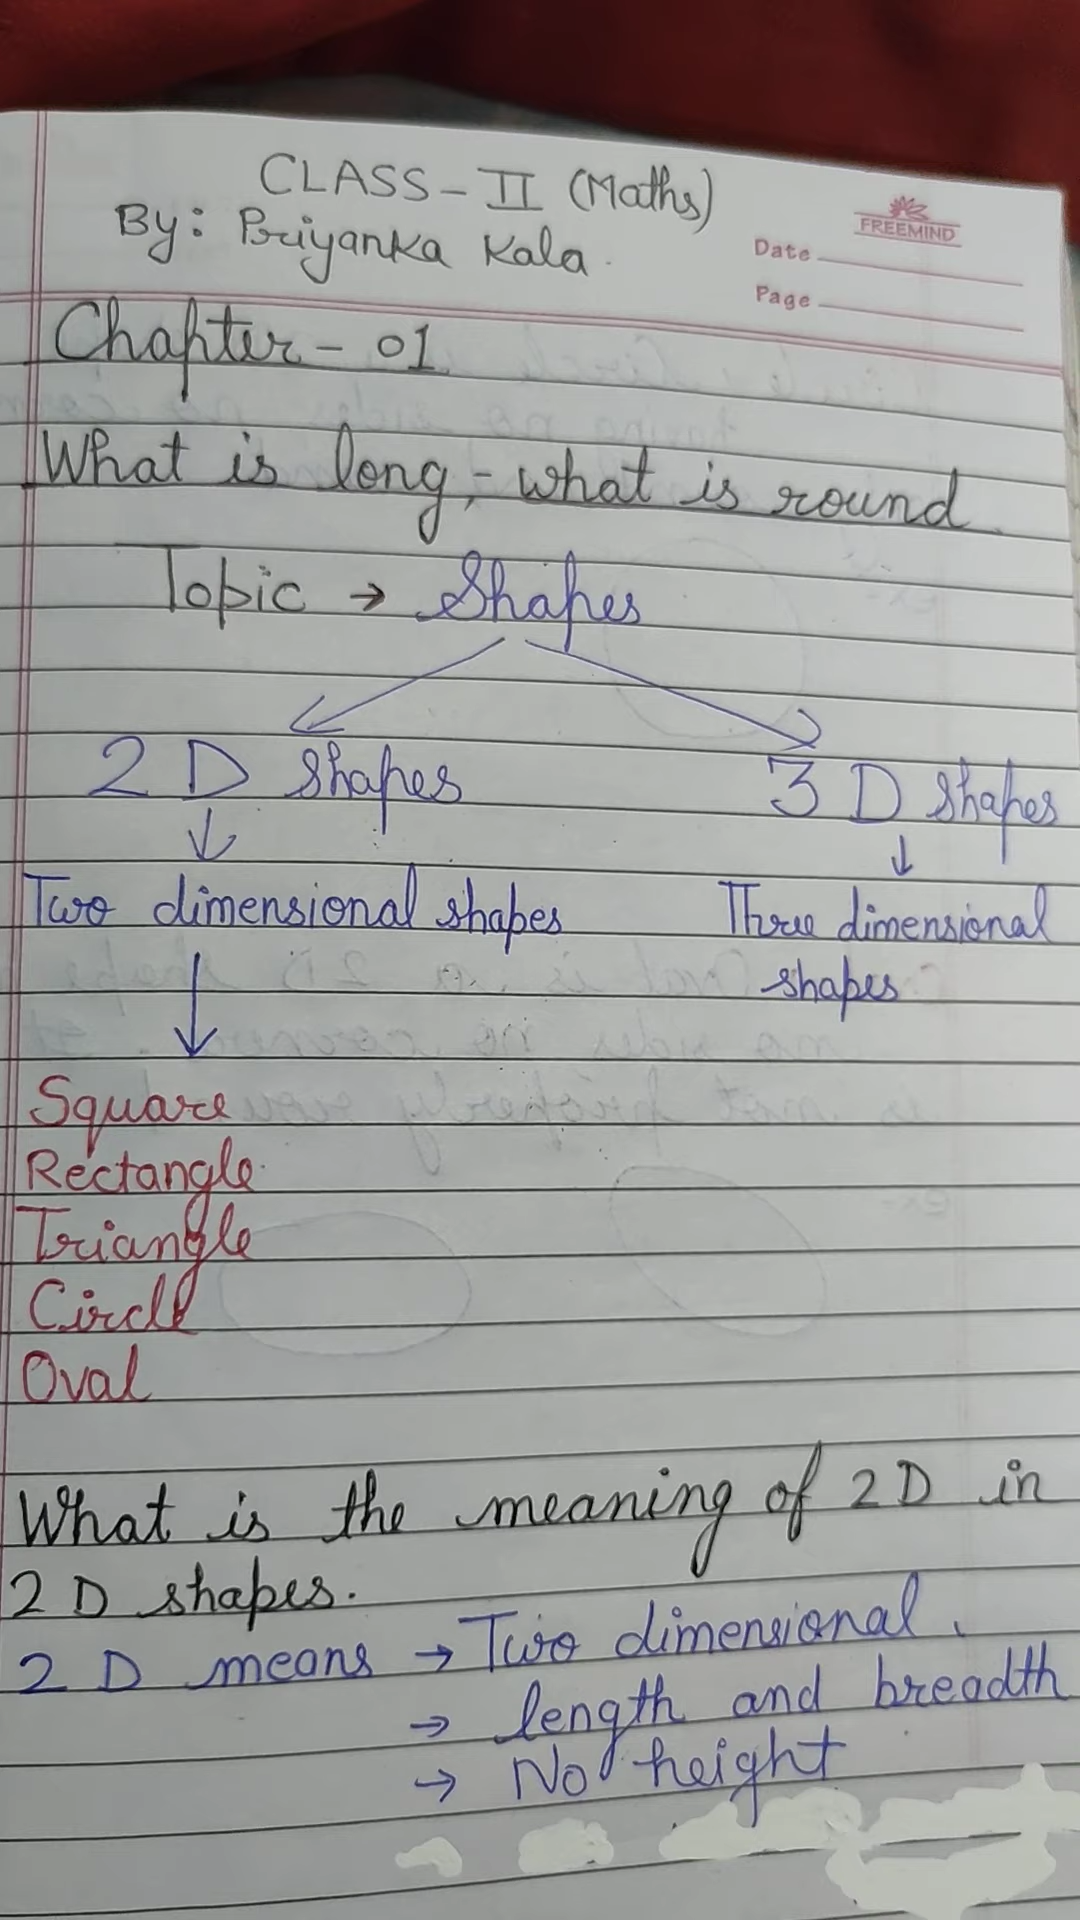 CLASS - II (Maths)
By: Priyanka Kala.
FREEMIND
Date
Page
Chapter - 01.
What is long, - what is round.
Topic → Shapes
2 D shapes
3 D shapes
Two dimensional shapes
Three dimensional
shapes
Square
Rectangle
Triangle
Circle
Oval
What is the meaning of 2D in
2 D shapes.
2 D means → Two dimensional.
→ length and breadth
→ No height